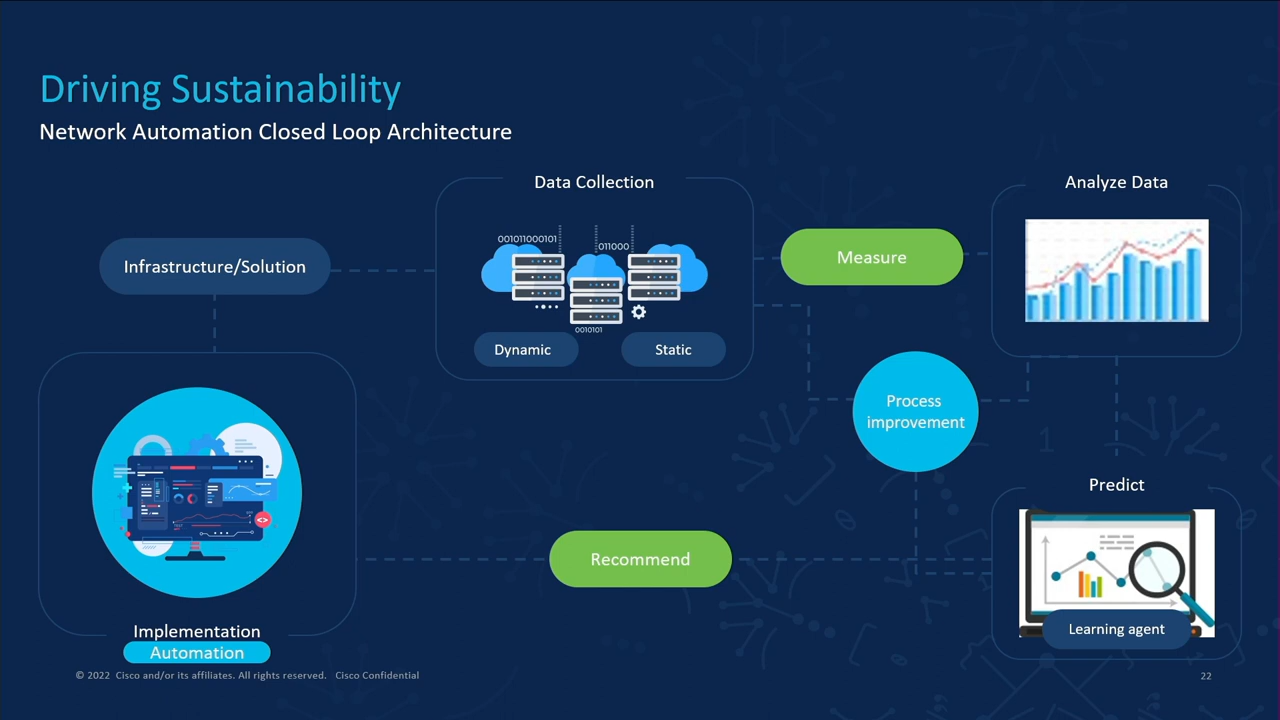 Driving Sustainability
Network Automation Closed Loop Architecture
Data Collection
Analyze Data
001011000101
011000
Infrastructure/Solution
Measure
0010101
Dynamic
Static
Process
improvement
Predict
Recommend
Learning agent
Implementation
Automation
© 2022 Cisco and/or its affiliates. All rights reserved. Cisco Confidential
22